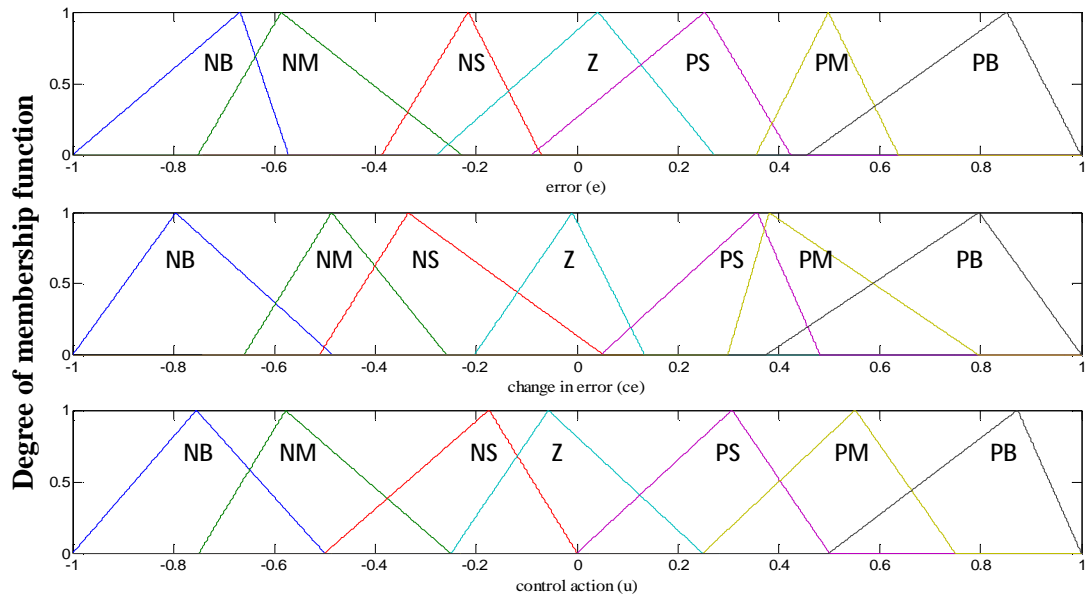 Degree of membership function
1
0.5
0
NB NM NS Z PS PM PB
-1 -0.8 -0.6 -0.4 -0.2 0 0.2 0.4 0.6 0.8 1
error (e)
1
0.5
0
NB NM NS Z PS PM PB
-1 -0.8 -0.6 -0.4 -0.2 0 0.2 0.4 0.6 0.8 1
change in error (ce)
1
0.5
0
NB NM NS Z PS PM PB
-1 -0.8 -0.6 -0.4 -0.2 0 0.2 0.4 0.6 0.8 1
control action (u)